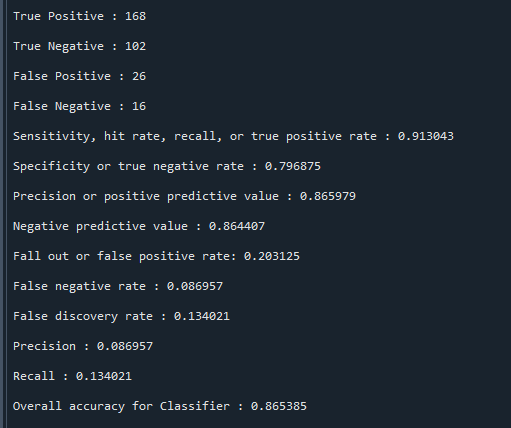 True Positive : 168
True Negative : 102
False Positive : 26
False Negative : 16
Sensitivity, hit rate, recall, or true positive rate : 0.913043
Specificity or true negative rate : 0.796875
Precision or positive predictive value : 0.865979
Negative predictive value : 0.864407
Fall out or false positive rate: 0.203125
False negative rate : 0.086957
False discovery rate : 0.134021
Precision : 0.086957
Recall : 0.134021
Overall accuracy for Classifier : 0.865385